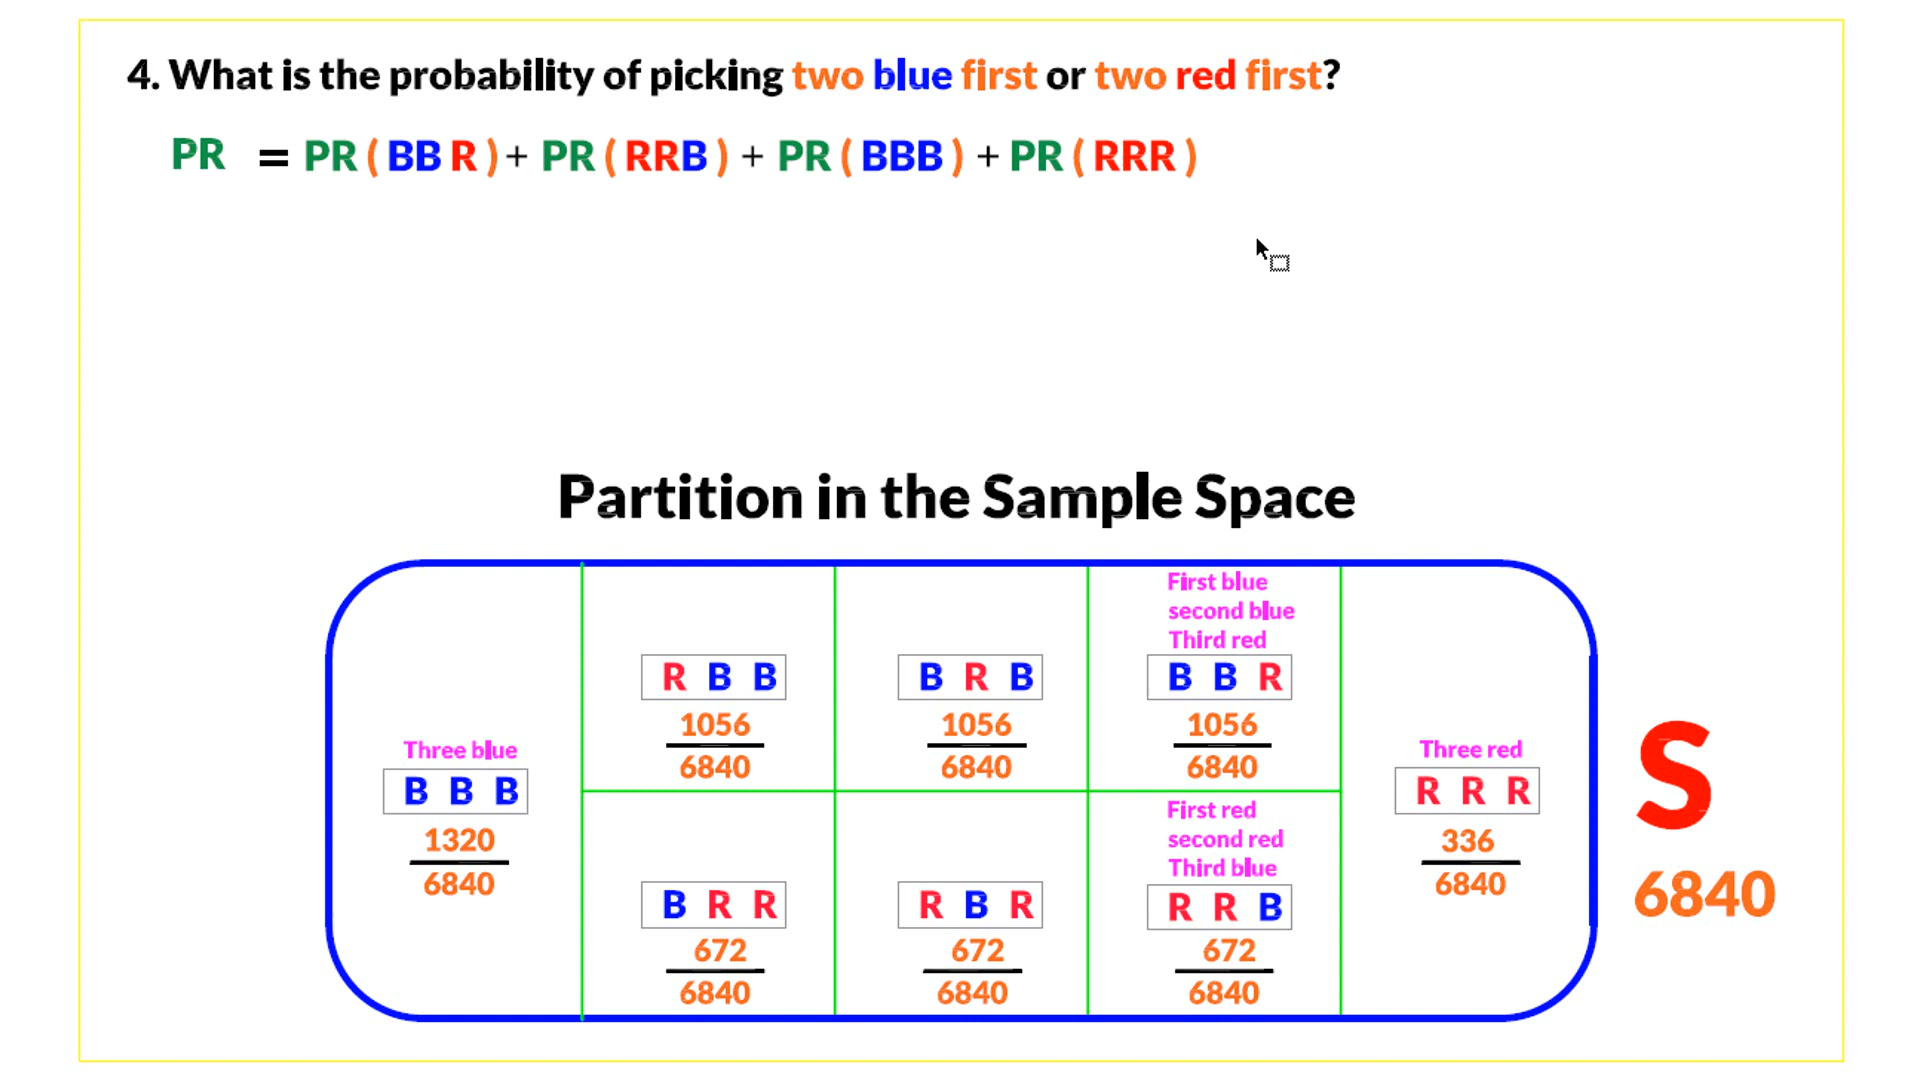 4. What is the probability of picking two blue first or two red first?
PR = PR ( BB R ) + PR ( RRB ) + PR ( BBB ) + PR ( RRR )
Partition in the Sample Space
Three blue
B B B
1320
6840
R B B
1056
6840
B R B
1056
6840
First blue
second blue
Third red
B B R
1056
6840
B R R
672
6840
R B R
672
6840
First red
second red
Third blue
R R B
672
6840
Three red
R R R
336
6840
S
6840